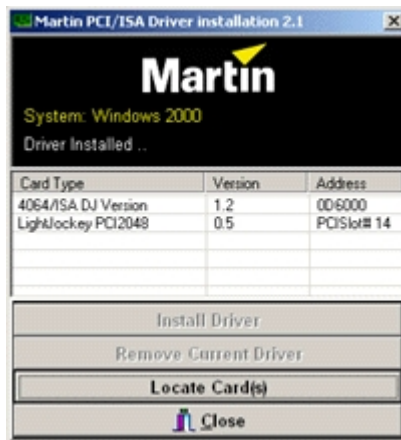 Martin PCI/ISA Driver installation 2.1
Martin
System: Windows 2000
Driver Installed ..
Card Type Version Address
4064/ISA DJ Version 1.2 0D6000
LightJockey PCI2048 0.5 PCISlot# 14
Install Driver
Remove Current Driver
Locate Card(s)
Close